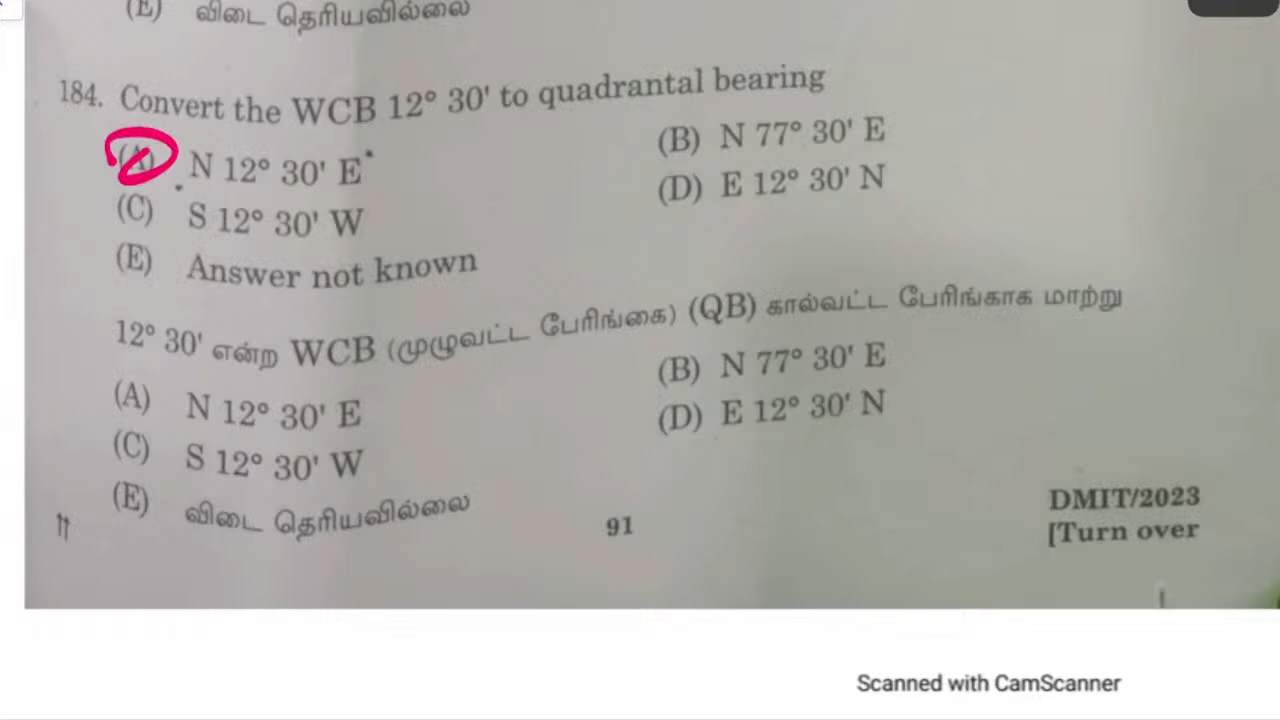 (E) விடை தெரியவில்லை
184. Convert the WCB 12° 30' to quadrantal bearing
(A) N 12° 30' E
(B) N 77° 30' E
(C) S 12° 30' W
(D) E 12° 30' N
(E) Answer not known
12° 30' என்ற WCB (முழுவட்ட பேரிங்கை) (QB) கால்வட்ட பேரிங்காக மாற்று
(A) N 12° 30' E
(B) N 77° 30' E
(C) S 12° 30' W
(D) E 12° 30' N
(E) விடை தெரியவில்லை
91
DMIT/2023
[Turn over
Scanned with CamScanner